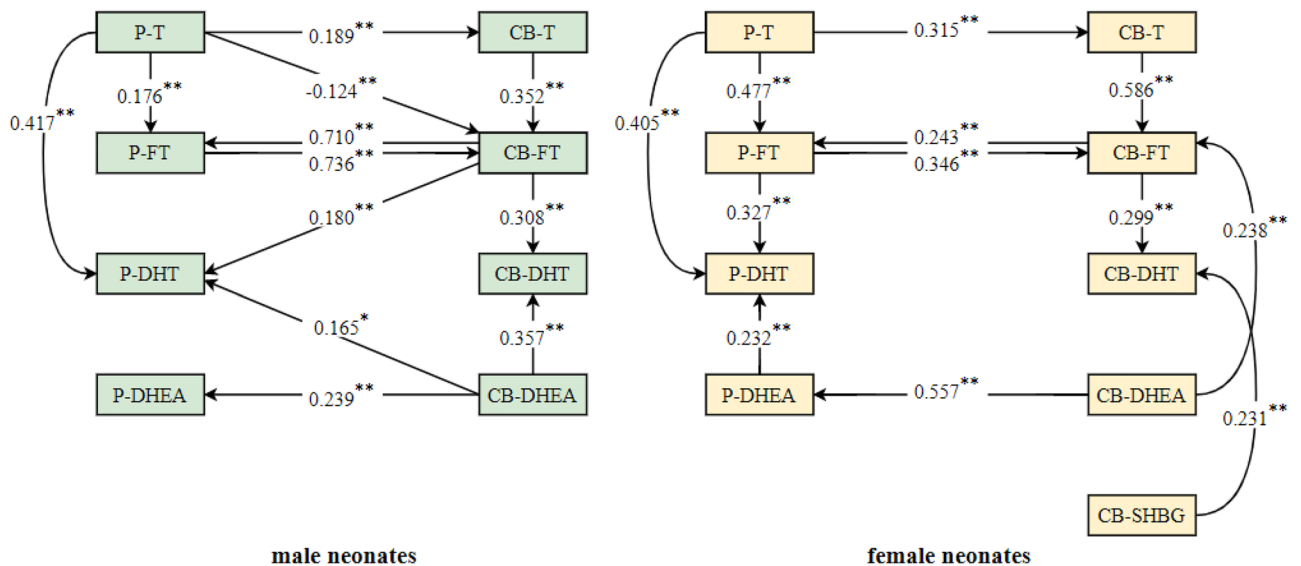 P-T
0.189**
CB-T
0.176**
-0.124**
0.352**
0.417**
P-FT
0.710**
0.736**
CB-FT
0.180**
0.308**
P-DHT
CB-DHT
0.165*
0.357**
P-DHEA
0.239**
CB-DHEA
male neonates
P-T
0.315**
CB-T
0.477**
0.586**
0.405**
P-FT
0.243**
0.346**
CB-FT
0.327**
0.299**
0.238**
P-DHT
CB-DHT
0.232**
P-DHEA
0.557**
CB-DHEA
0.231**
CB-SHBG
female neonates